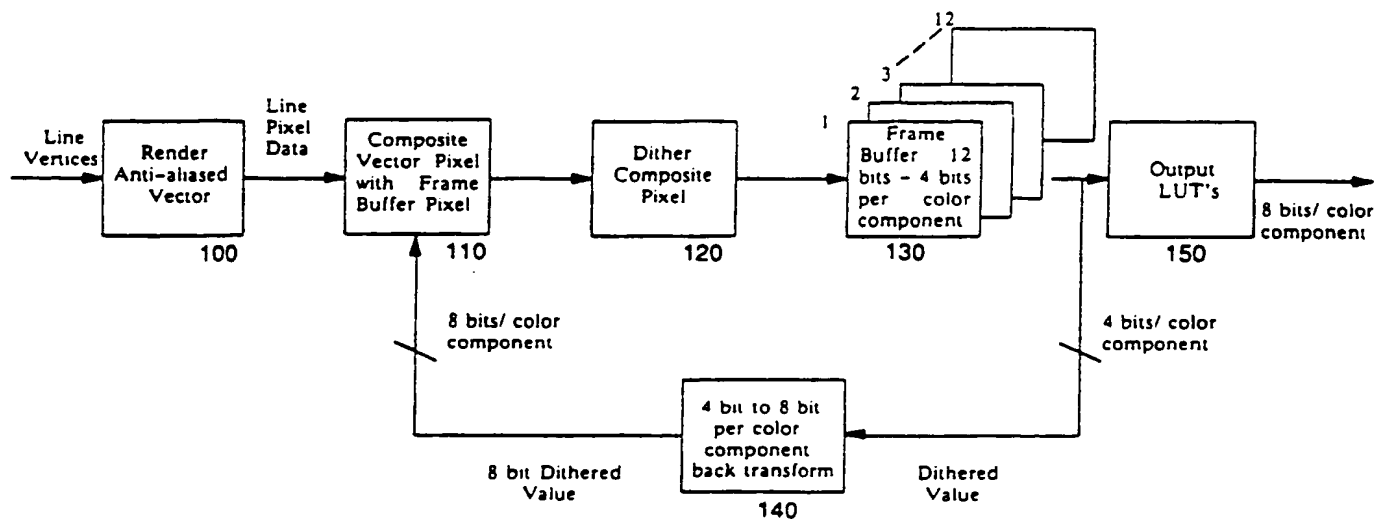 Line
Vertices
Render
Anti-aliased
Vector
100
Line
Pixel
Data
Composite
Vector Pixel
with Frame
Buffer Pixel
110
Dither
Composite
Pixel
120
1
2
3
12
Frame
Buffer 12
bits - 4 bits
per color
component
130
Output
LUT's
150
8 bits/ color
component
8 bits/ color
component
4 bits/ color
component
4 bit to 8 bit
per color
component
back transform
140
8 bit Dithered
Value
Dithered
Value